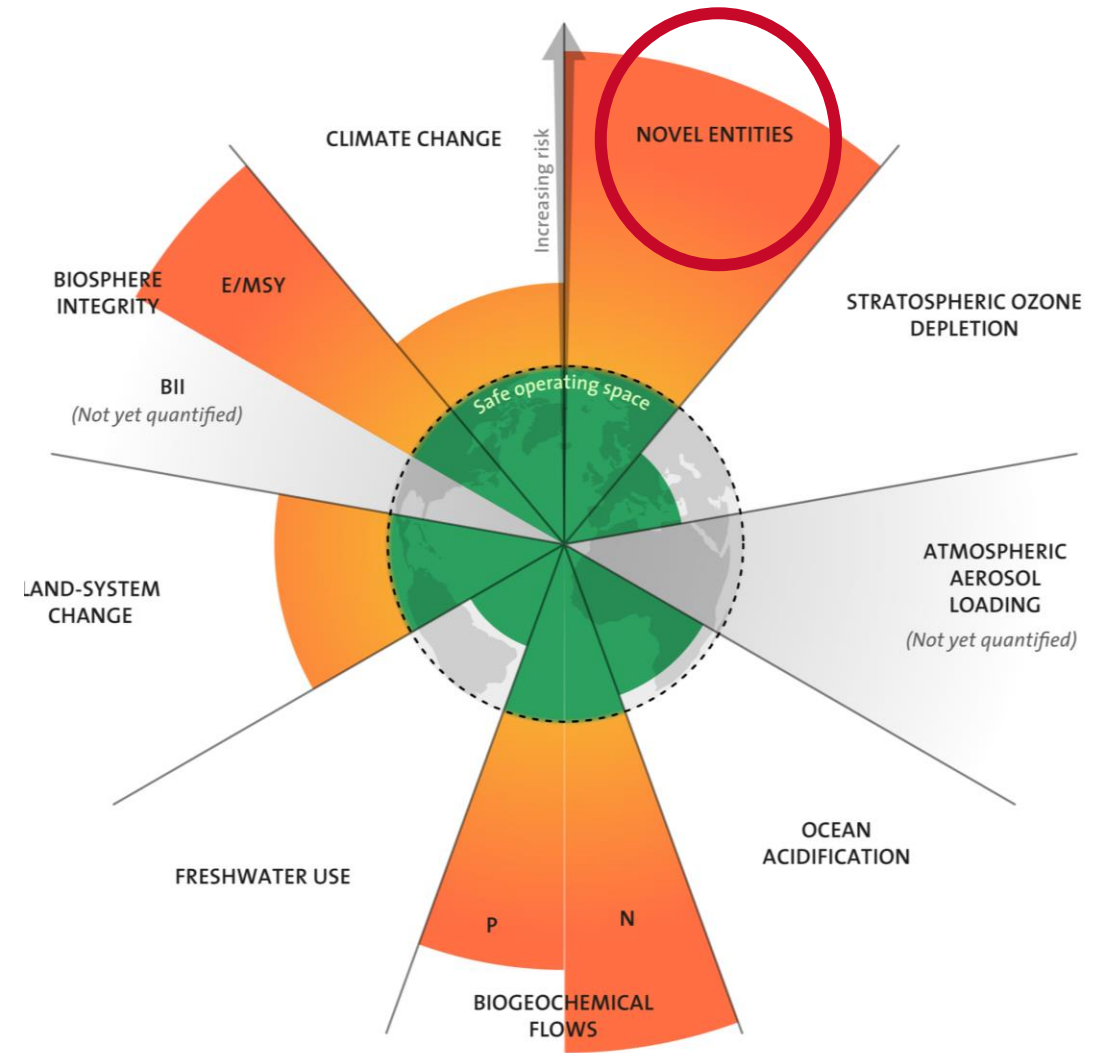 CLIMATE CHANGE
Increasing risk
NOVEL ENTITIES
BIOSPHERE
INTEGRITY
E/MSY
STRATOSPHERIC OZONE
DEPLETION
BII
(Not yet quantified)
Safe operating space
LAND-SYSTEM
CHANGE
ATMOSPHERIC
AEROSOL
LOADING
(Not yet quantified)
FRESHWATER USE
OCEAN
ACIDIFICATION
P
N
BIOGEOCHEMICAL
FLOWS